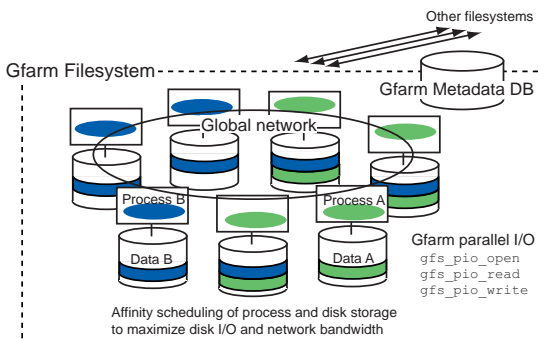 Other filesystems
Gfarm Filesystem
Gfarm Metadata DB
Global network
Process B
Process A
Data B
Data A
Gfarm parallel I/O
gfs_pio_open
gfs_pio_read
gfs_pio_write
Affinity scheduling of process and disk storage
to maximize disk I/O and network bandwidth